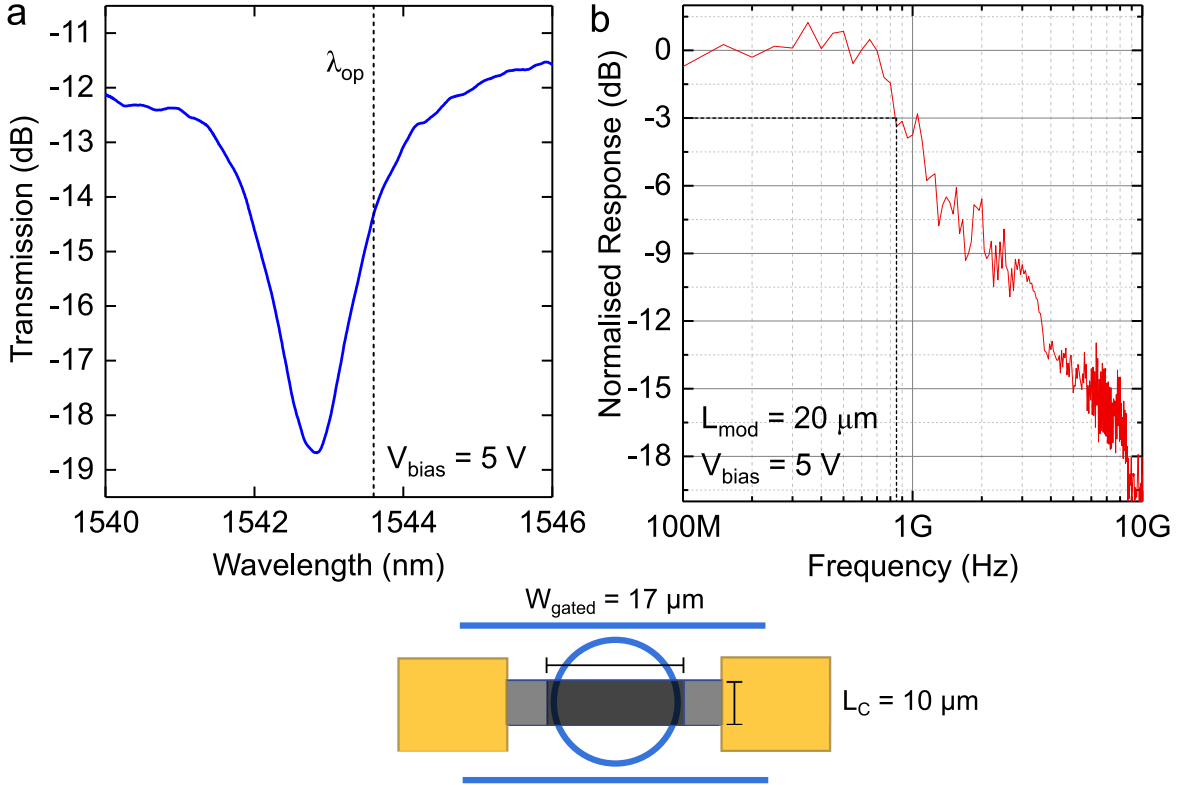 a
-11
-12
-13
-14
-15
-16
-17
-18
-19
Transmission (dB)
λop
Vbias = 5 V
1540
1542
1544
1546
Wavelength (nm)
b
0
-3
-6
-9
-12
-15
-18
Normalised Response (dB)
Lmod = 20 μm
Vbias = 5 V
100M
1G
10G
Frequency (Hz)
Wgated = 17 μm
LC = 10 μm